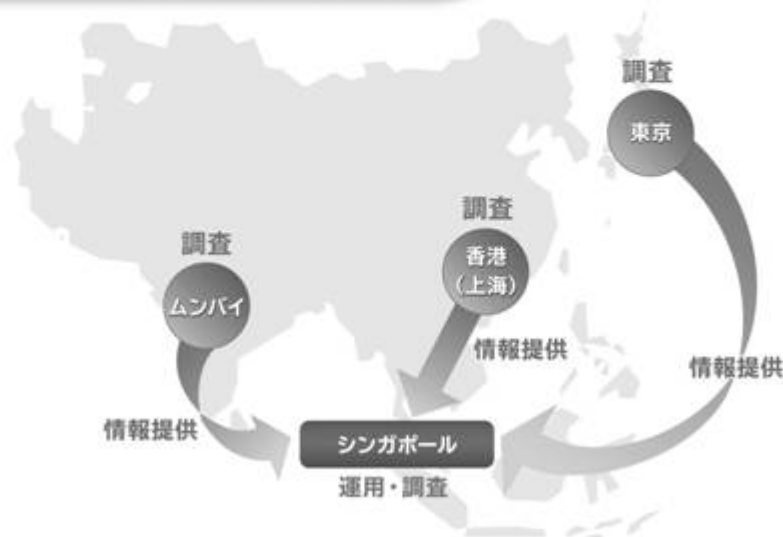 調査
東京
調査
香港
(上海)
調査
ムンバイ
情報提供
情報提供
情報提供
シンガポール
運用・調査